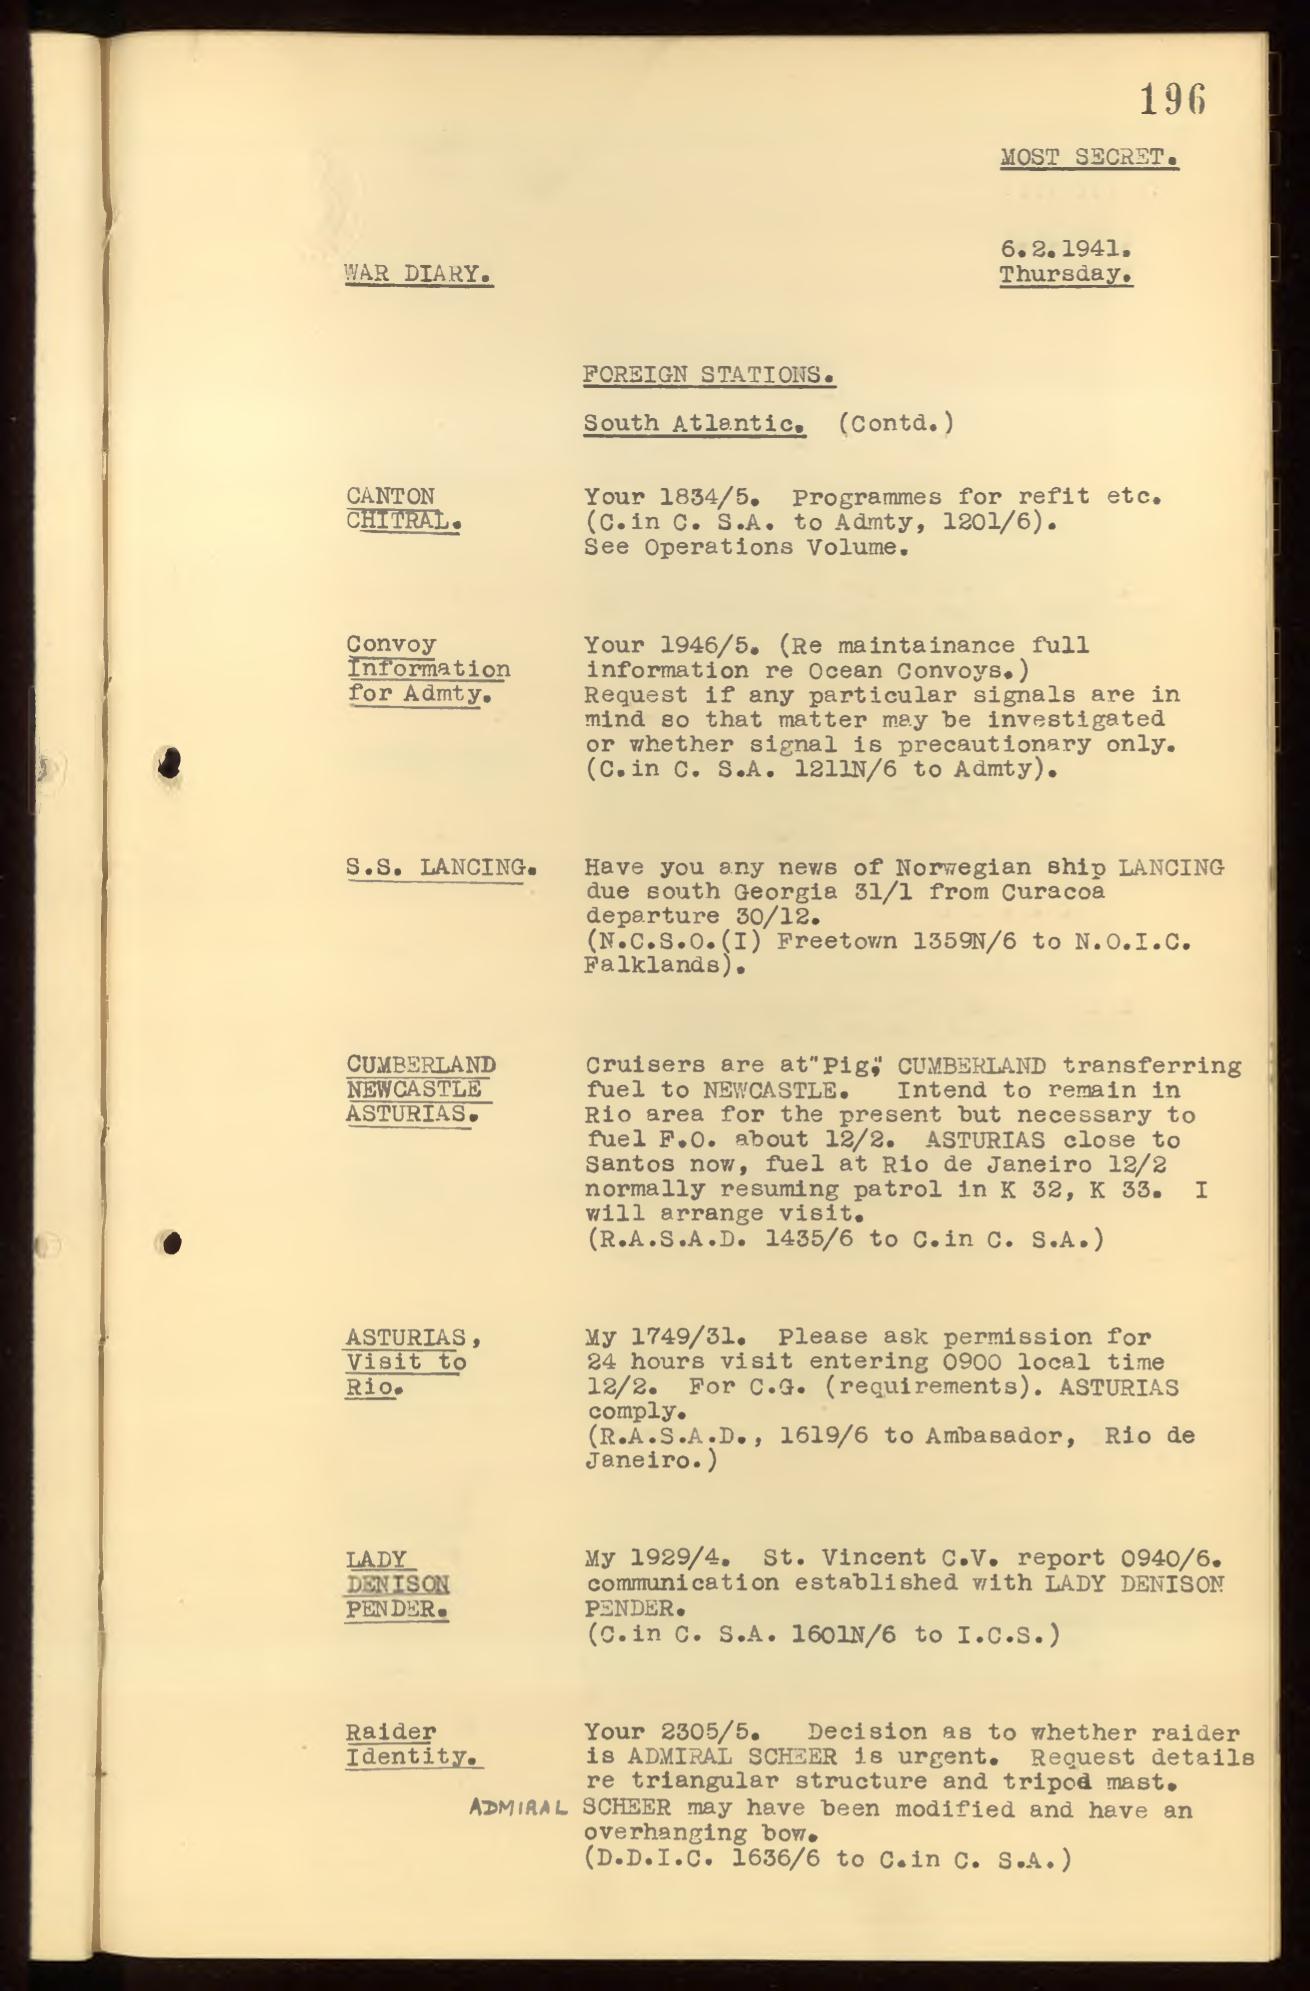 196
MOST SECRET.
6.2.1941.
WAR DIARY.
Thursday.
FOREIGN STATIONS.
South Atlantic. (Contd.)
CANTON
CHITRAL.
Your 1834/5. Programmes for refit etc.
(C.in C. S.A. to Admty, 1201/6).
See Operations Volume.
Convoy
Information
for Admty.
Your 1946/5. (Re maintainance full
information re Ocean Convoys.)
Request if any particular signals are in
mind so that matter may be investigated
or whether signal is precautionary only.
(C.in C. S.A. 1211N/6 to Admty).
S.S. LANCING.
Have you any news of Norwegian ship LANCING
due south Georgia 31/1 from Curacoa
departure 30/12.
(N.C.S.O.(I) Freetown 1359N/6 to N.O.I.C.
Falklands).
CUMBERLAND
NEWCASTLE
ASTURIAS.
Cruisers are at"Pig," CUMBERLAND transferring
fuel to NEWCASTLE. Intend to remain in
Rio area for the present but necessary to
fuel F.O. about 12/2. ASTURIAS close to
Santos now, fuel at Rio de Janeiro 12/2
normally resuming patrol in K 32, K 33. I
will arrange visit.
(R.A.S.A.D. 1435/6 to C.in C. S.A.)
ASTURIAS,
Visit to
Rio.
My 1749/31. Please ask permission for
24 hours visit entering 0900 local time
12/2. For C.G. (requirements). ASTURIAS
comply.
(R.A.S.A.D., 1619/6 to Ambasador, Rio de
Janeiro.)
LADY
DENISON
PENDER.
My 1929/4. St. Vincent C.V. report 0940/6.
communication established with LADY DENISON
PENDER.
(C.in C. S.A. 1601N/6 to I.C.S.)
Raider
Identity.
Your 2305/5. Decision as to whether raider
is ADMIRAL SCHEER is urgent. Request details
re triangular structure and tripod mast.
ADMIRAL SCHEER may have been modified and have an
overhanging bow.
(D.D.I.C. 1636/6 to C.in C. S.A.)